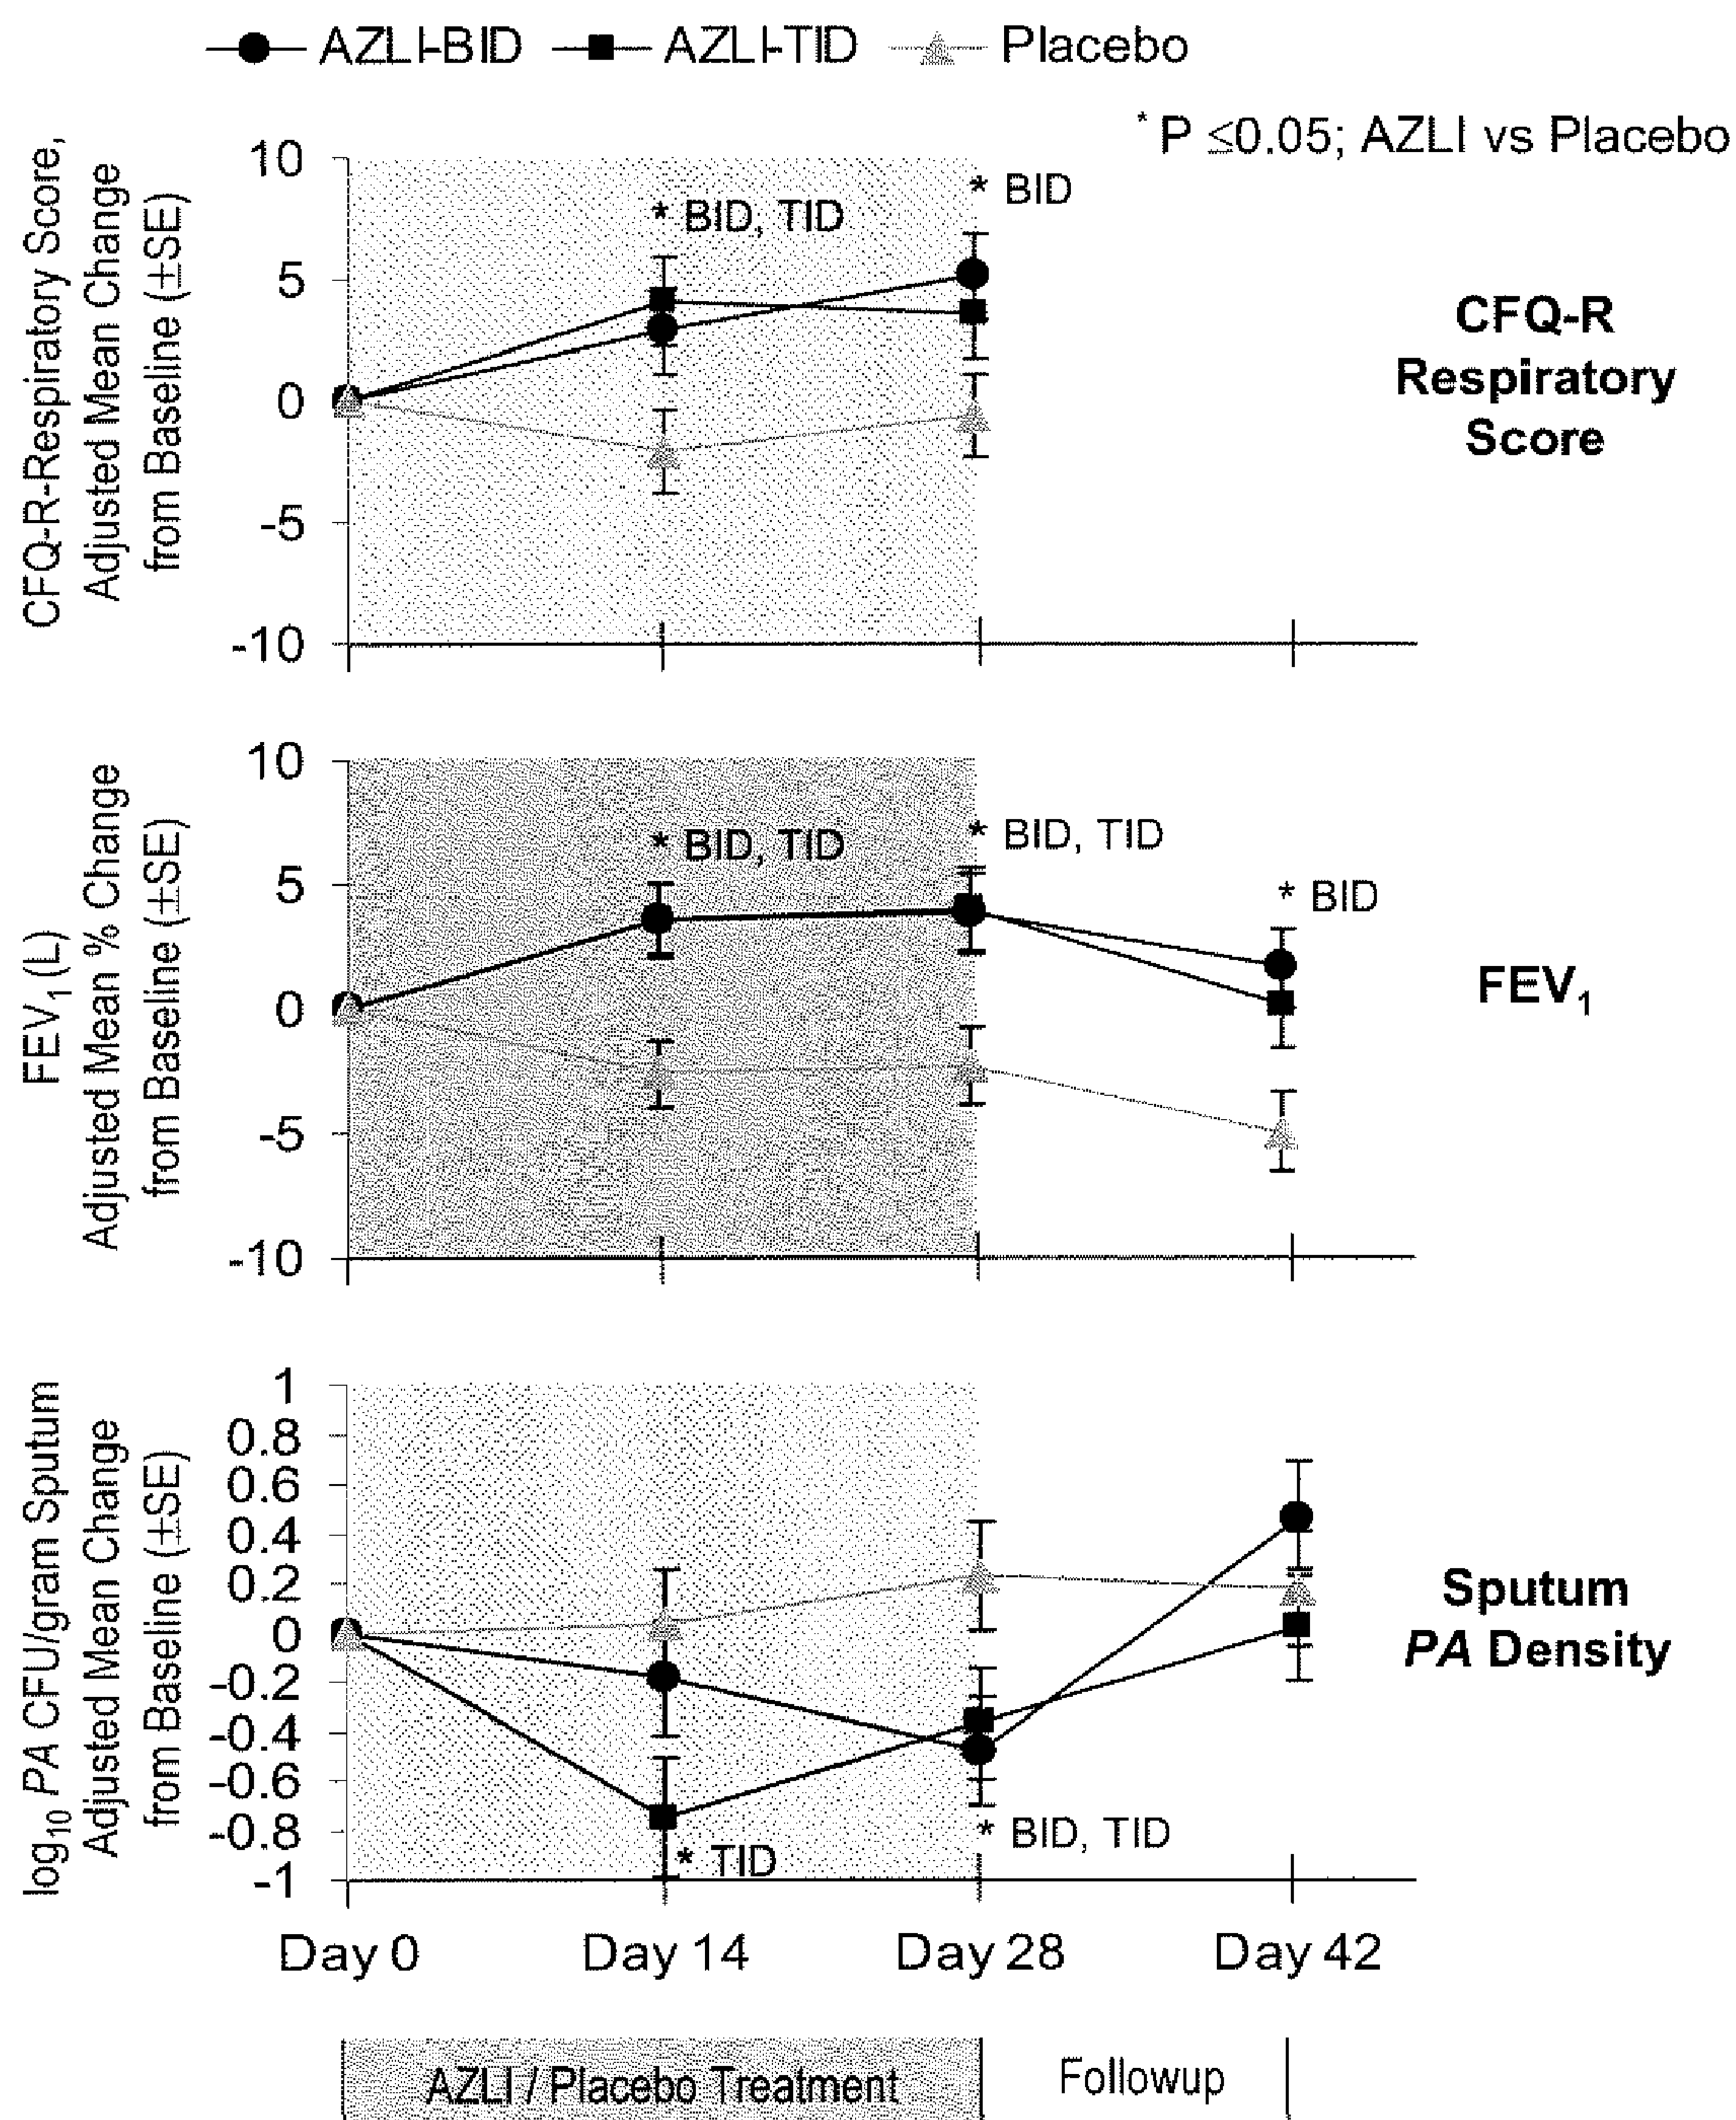 AZLI-BID AZLI-TID Placebo
* P ≤0.05; AZLI vs Placebo
CFQ-R-Respiratory Score,
Adjusted Mean Change
from Baseline (±SE)
10
5
0
-5
-10
* BID, TID
* BID
CFQ-R
Respiratory
Score
FEV1 (L)
Adjusted Mean % Change
from Baseline (±SE)
10
5
0
-5
-10
* BID, TID
* BID, TID
* BID
FEV1
log10 PA CFU/gram Sputum
Adjusted Mean Change
from Baseline (±SE)
1
0.8
0.6
0.4
0.2
0
-0.2
-0.4
-0.6
-0.8
-1
* TID
* BID, TID
Sputum
PA Density
Day 0 Day 14 Day 28 Day 42
AZLI / Placebo Treatment Followup